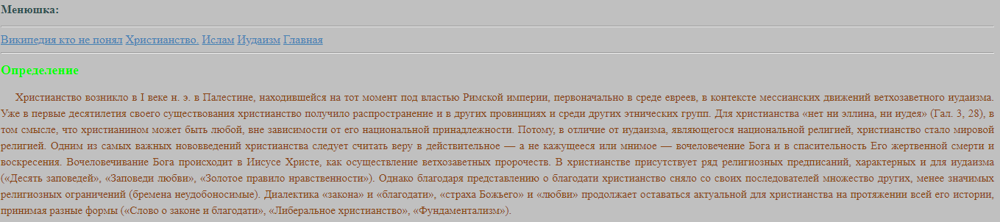 Менюшка:
Википедия кто не понял Христианство. Ислам Иудаизм Главная
Определение
Христианство возникло в I веке н. э. в Палестине, находившейся на тот момент под властью Римской империи, первоначально в среде евреев, в контексте мессианских движений ветхозаветного иудаизма.
Уже в первые десятилетия своего существования христианство получило распространение и в других провинциях и среди других этнических групп. Для христианства «нет ни эллина, ни иудея» (Гал. 3, 28), в
том смысле, что христианином может быть любой, вне зависимости от его национальной принадлежности. Потому, в отличие от иудаизма, являющегося национальной религией, христианство стало мировой
религией. Одним из самых важных нововведений христианства следует считать веру в действительное — а не кажущееся или мнимое — вочеловечение Бога и в спасительность Его жертвенной смерти и
воскресения. Вочеловечивание Бога происходит в Иисусе Христе, как осуществление ветхозаветных пророчеств. В христианстве присутствует ряд религиозных предписаний, характерных и для иудаизма
(«Десять заповедей», «Заповеди любви», «Золотое правило нравственности»). Однако благодаря представлению о благодати христианство сняло со своих последователей множество других, менее значимых
религиозных ограничений (бремена неудобоносимые). Диалектика «закона» и «благодати», «страха Божьего» и «любви» продолжает оставаться актуальной для христианства на протяжении всей его истории,
принимая разные формы («Слово о законе и благодати», «Либеральное христианство», «Фундаментализм»).